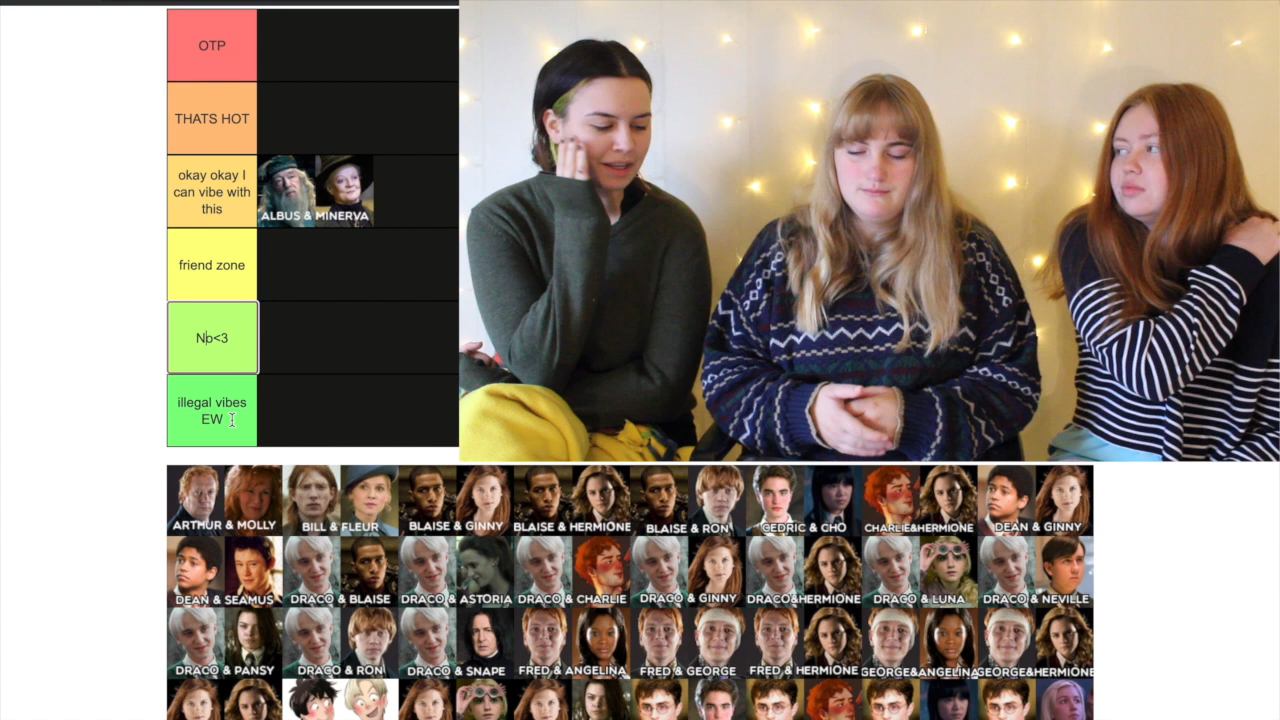 OTP
THATS HOT
okay okay I
can vibe with
this
ALBUS & MINERVA
friend zone
Np<3
illegal vibes
EW
ARTHUR & MOLLY
BILL & FLEUR
BLAISE & GINNY
BLAISE & HERMIONE
BLAISE & RON
CEDRIC & CHO
CHARLIE&HERMIONE
DEAN & GINNY
DEAN & SEAMUS
DRACO & BLAISE
DRACO & ASTORIA
DRACO & CHARLIE
DRACO & GINNY
DRACO&HERMIONE
DRACO & LUNA
DRACO & NEVILLE
DRACO & PANSY
DRACO & RON
DRACO & SNAPE
FRED & ANGELINA
FRED & GEORGE
FRED & HERMIONE
GEORGE&ANGELINA
GEORGE&HERMIONE